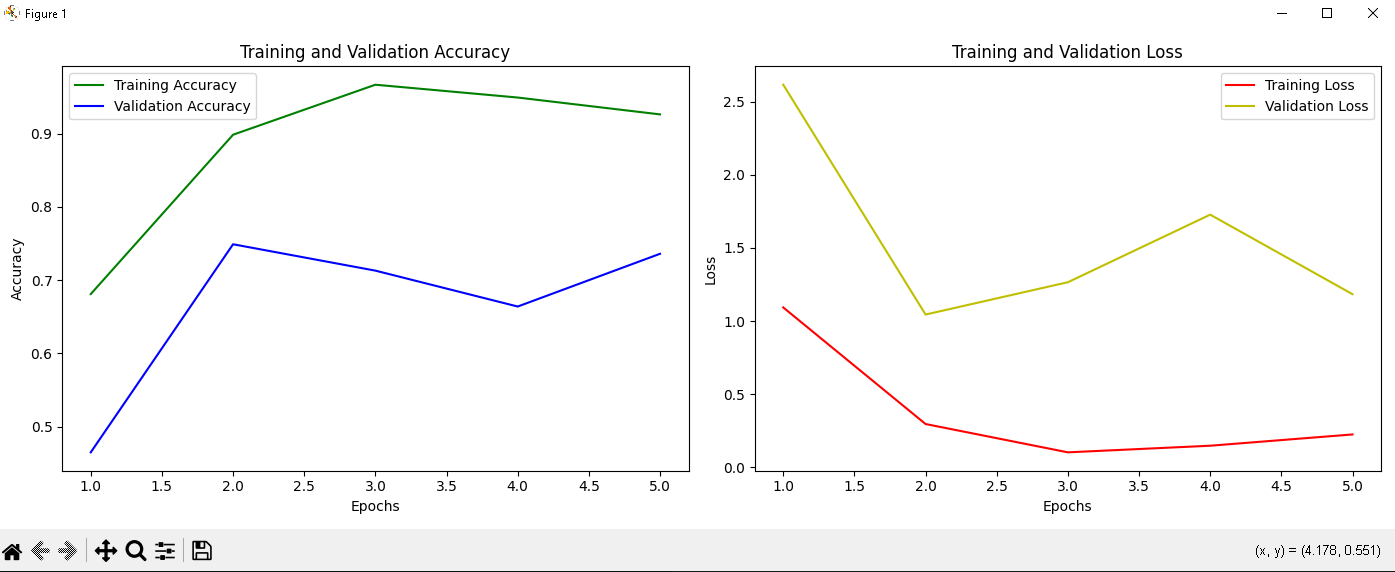 Figure 1
Training and Validation Accuracy
Training Accuracy
Validation Accuracy
Accuracy
0.9
0.8
0.7
0.6
0.5
1.0 1.5 2.0 2.5 3.0 3.5 4.0 4.5 5.0
Epochs
Training and Validation Loss
Training Loss
Validation Loss
Loss
2.5
2.0
1.5
1.0
0.5
0.0
1.0 1.5 2.0 2.5 3.0 3.5 4.0 4.5 5.0
Epochs
(x, y) = (4.178, 0.551)